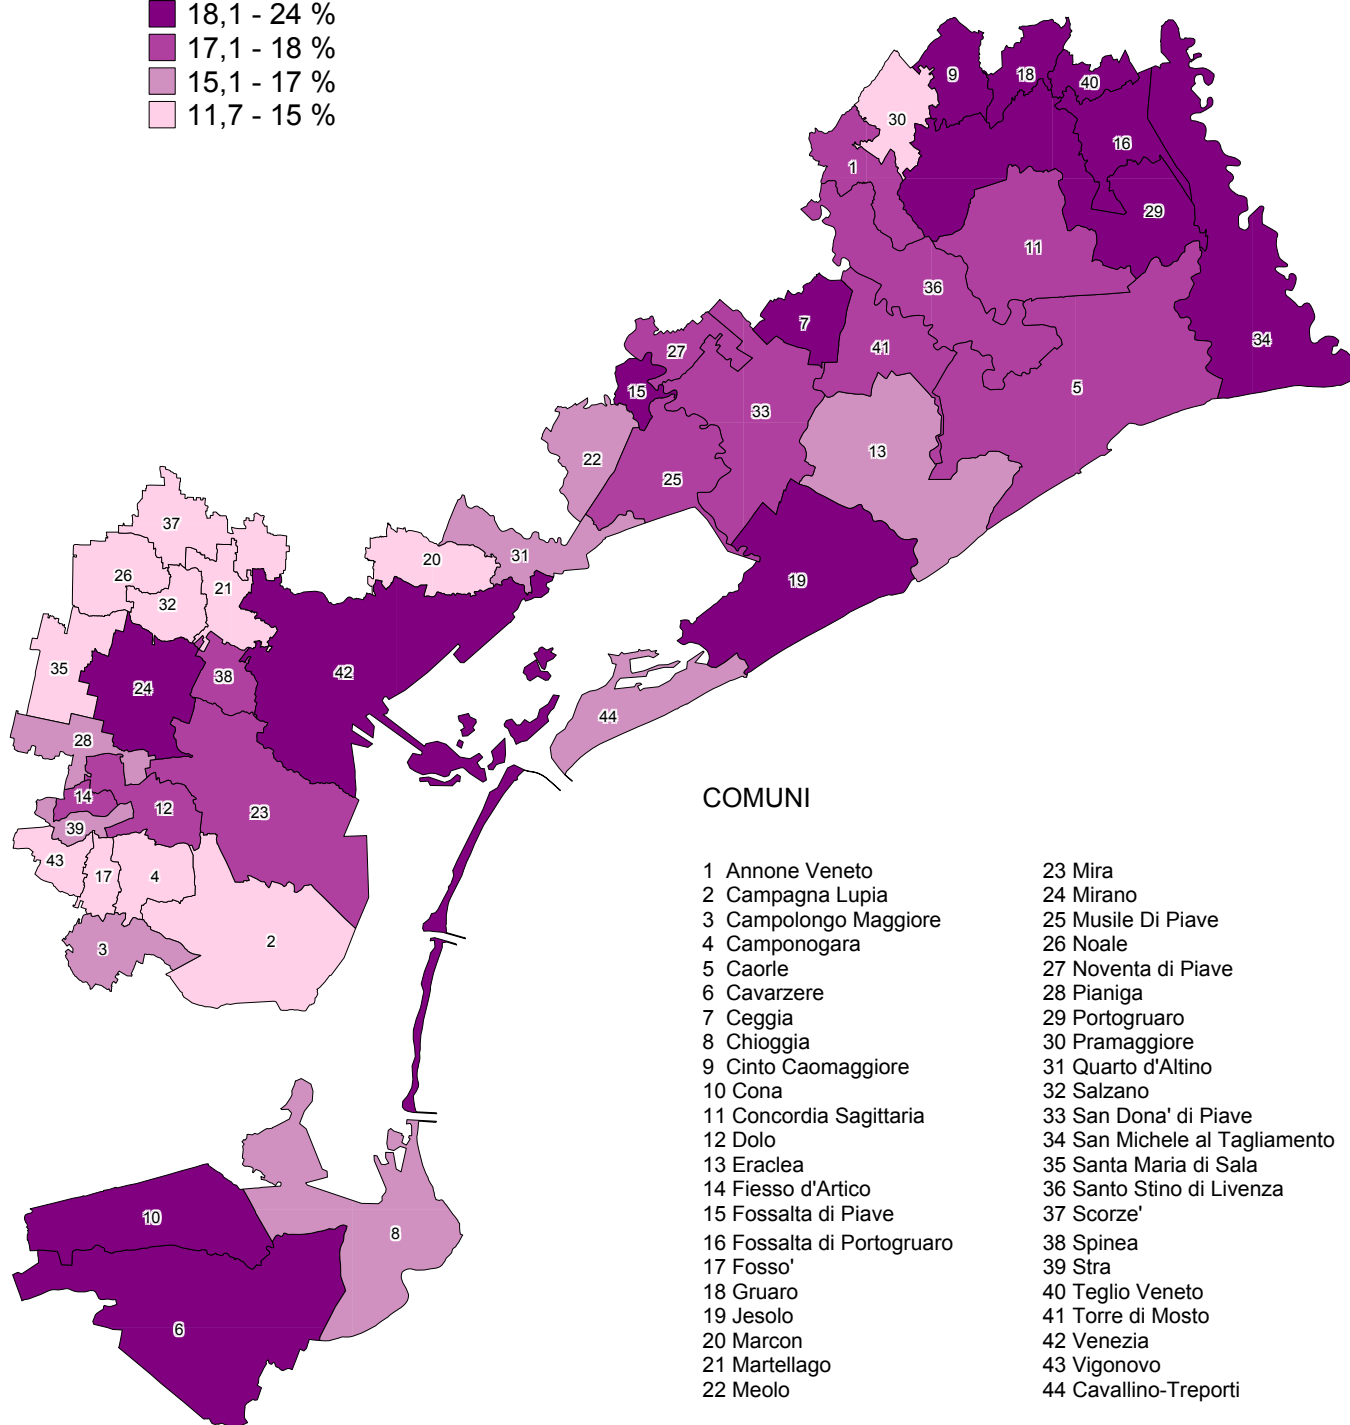 18,1 - 24 %
17,1 - 18 %
15,1 - 17 %
11,7 - 15 %
9
18
40
30
16
1
29
11
36
7
34
41
27
5
15
33
13
22
25
37
31
20
26
21
32
19
35
38
42
24
44
28
14
12
23
39
43
17
4
3
2
10
8
6
COMUNI
1 Annone Veneto
2 Campagna Lupia
3 Campolongo Maggiore
4 Camponogara
5 Caorle
6 Cavarzere
7 Ceggia
8 Chioggia
9 Cinto Caomaggiore
10 Cona
11 Concordia Sagittaria
12 Dolo
13 Eraclea
14 Fiesso d'Artico
15 Fossalta di Piave
16 Fossalta di Portogruaro
17 Fosso'
18 Gruaro
19 Jesolo
20 Marcon
21 Martellago
22 Meolo
23 Mira
24 Mirano
25 Musile Di Piave
26 Noale
27 Noventa di Piave
28 Pianiga
29 Portogruaro
30 Pramaggiore
31 Quarto d'Altino
32 Salzano
33 San Dona' di Piave
34 San Michele al Tagliamento
35 Santa Maria di Sala
36 Santo Stino di Livenza
37 Scorze'
38 Spinea
39 Stra
40 Teglio Veneto
41 Torre di Mosto
42 Venezia
43 Vigonovo
44 Cavallino-Treporti